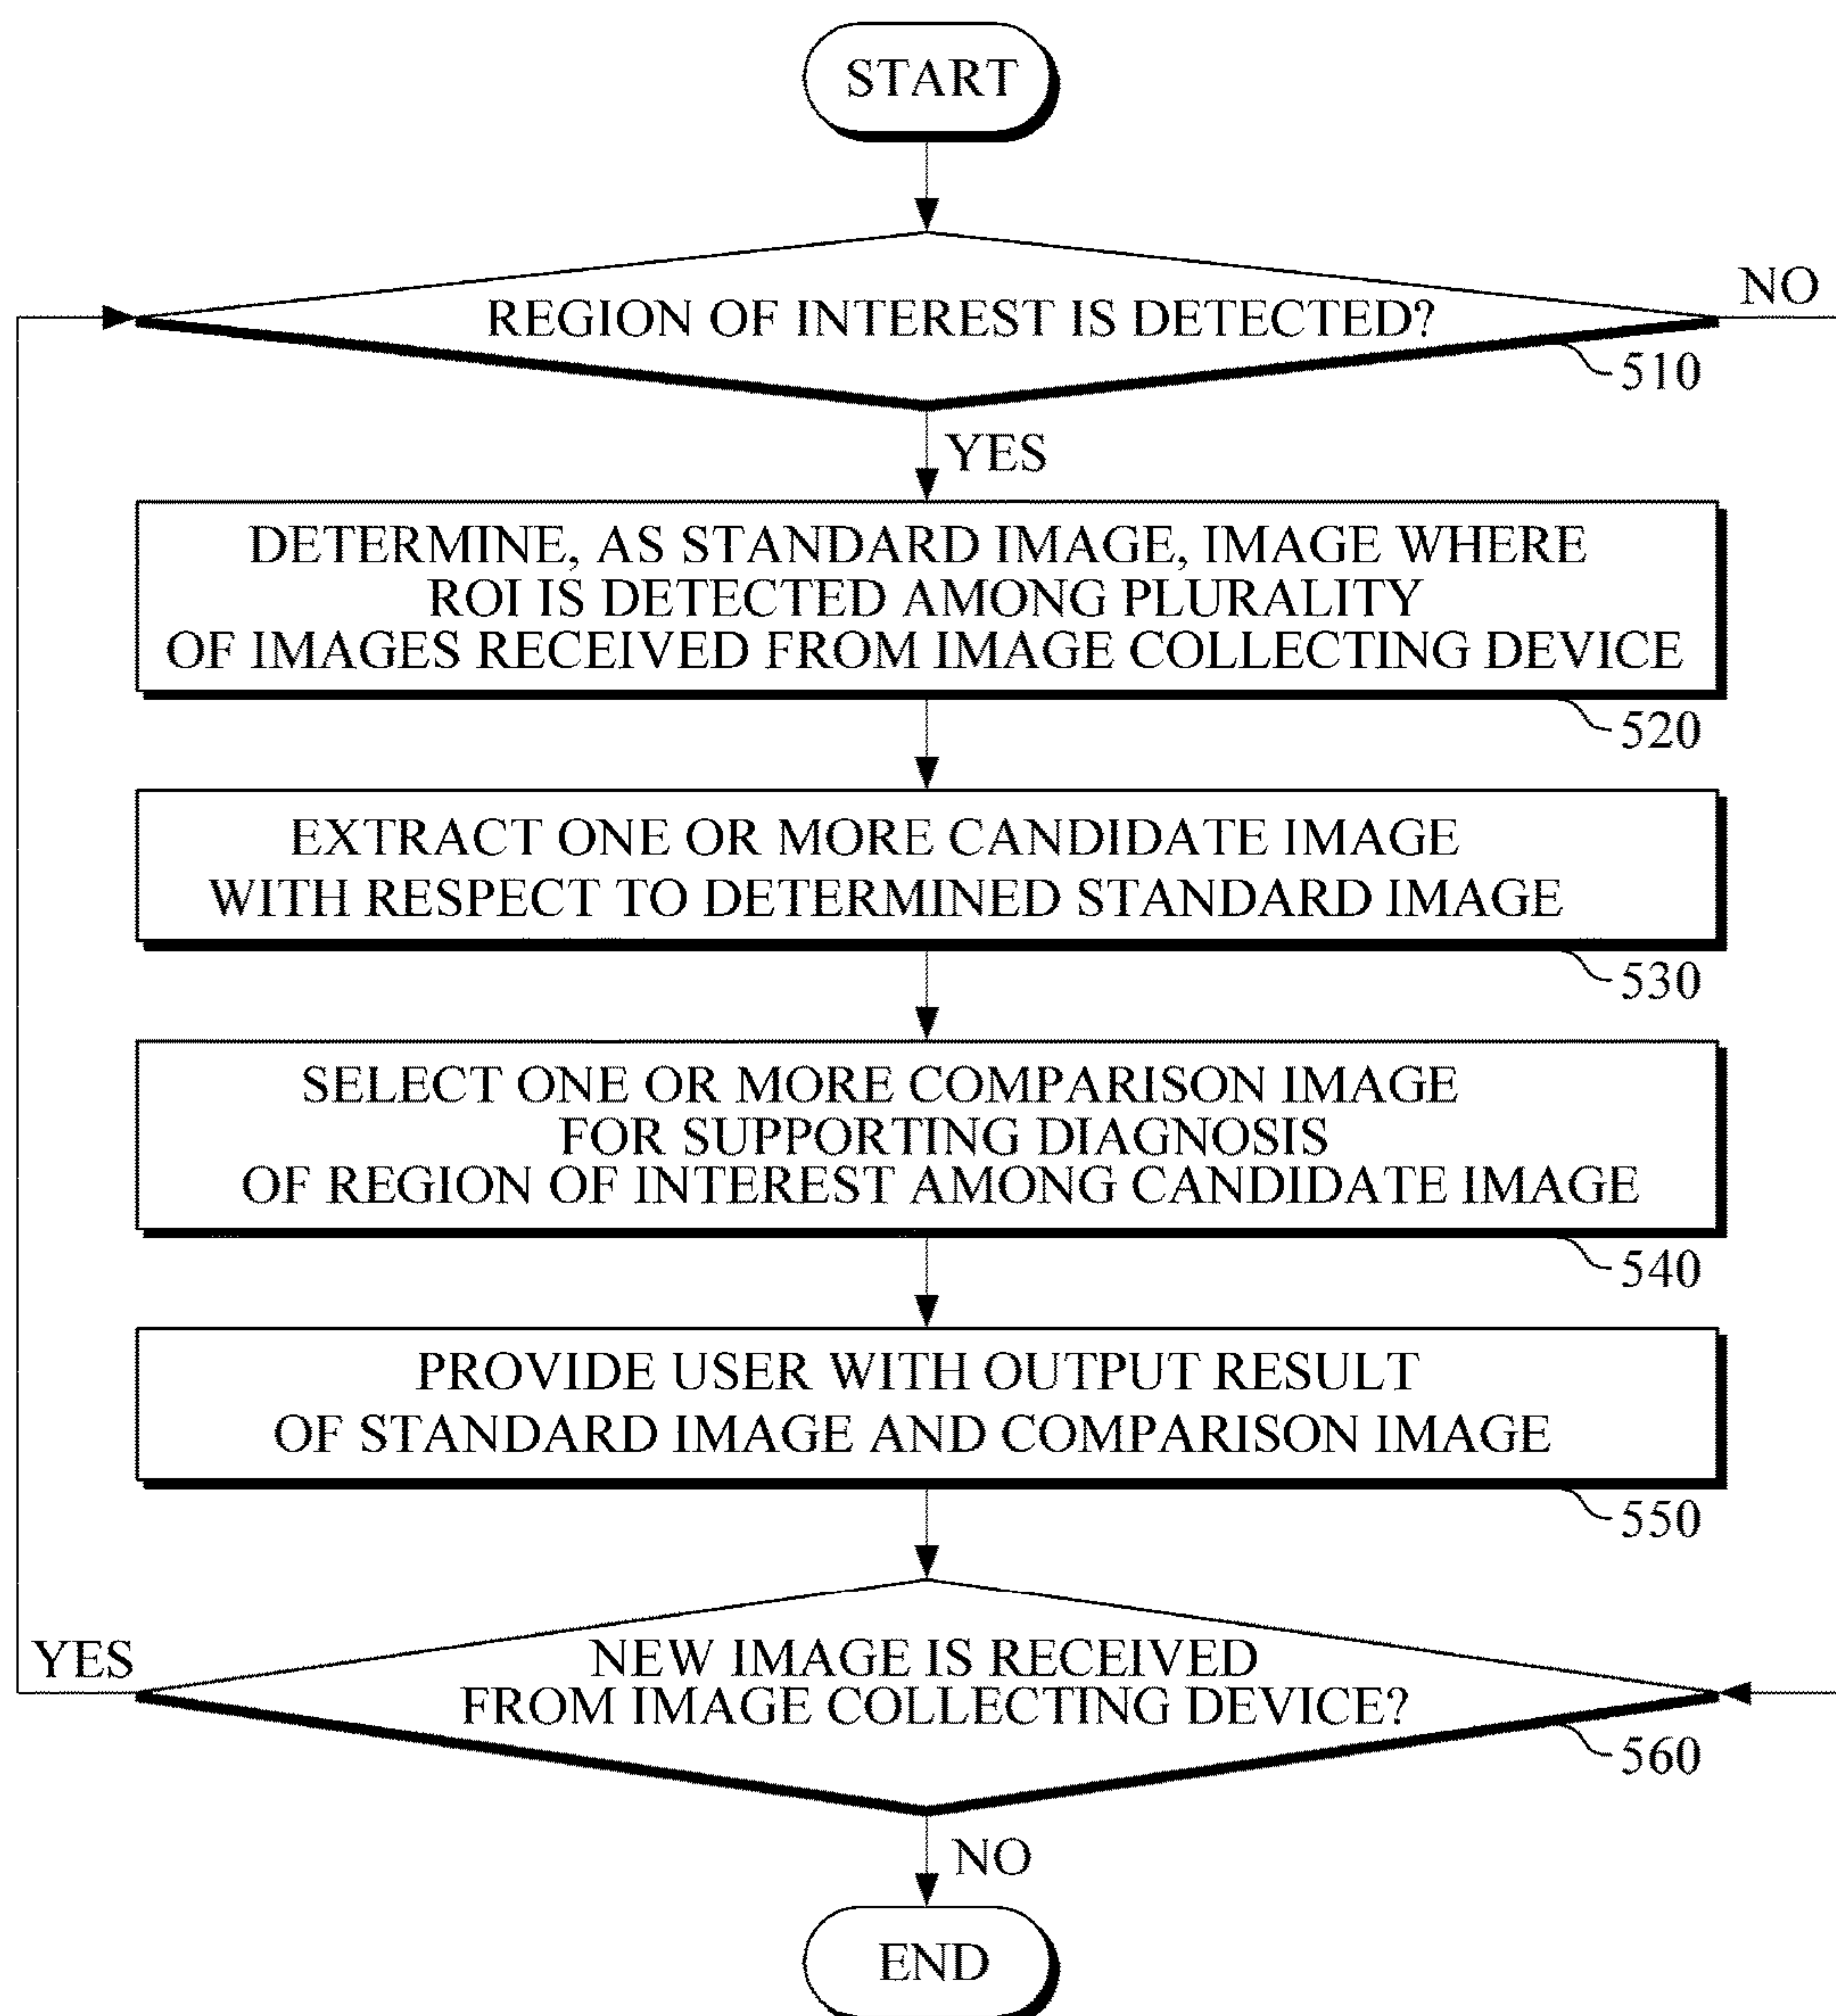 START
REGION OF INTEREST IS DETECTED?
NO
510
YES
DETERMINE, AS STANDARD IMAGE, IMAGE WHERE
ROI IS DETECTED AMONG PLURALITY
OF IMAGES RECEIVED FROM IMAGE COLLECTING DEVICE
520
EXTRACT ONE OR MORE CANDIDATE IMAGE
WITH RESPECT TO DETERMINED STANDARD IMAGE
530
SELECT ONE OR MORE COMPARISON IMAGE
FOR SUPPORTING DIAGNOSIS
OF REGION OF INTEREST AMONG CANDIDATE IMAGE
540
PROVIDE USER WITH OUTPUT RESULT
OF STANDARD IMAGE AND COMPARISON IMAGE
550
YES
NEW IMAGE IS RECEIVED
FROM IMAGE COLLECTING DEVICE?
560
NO
END